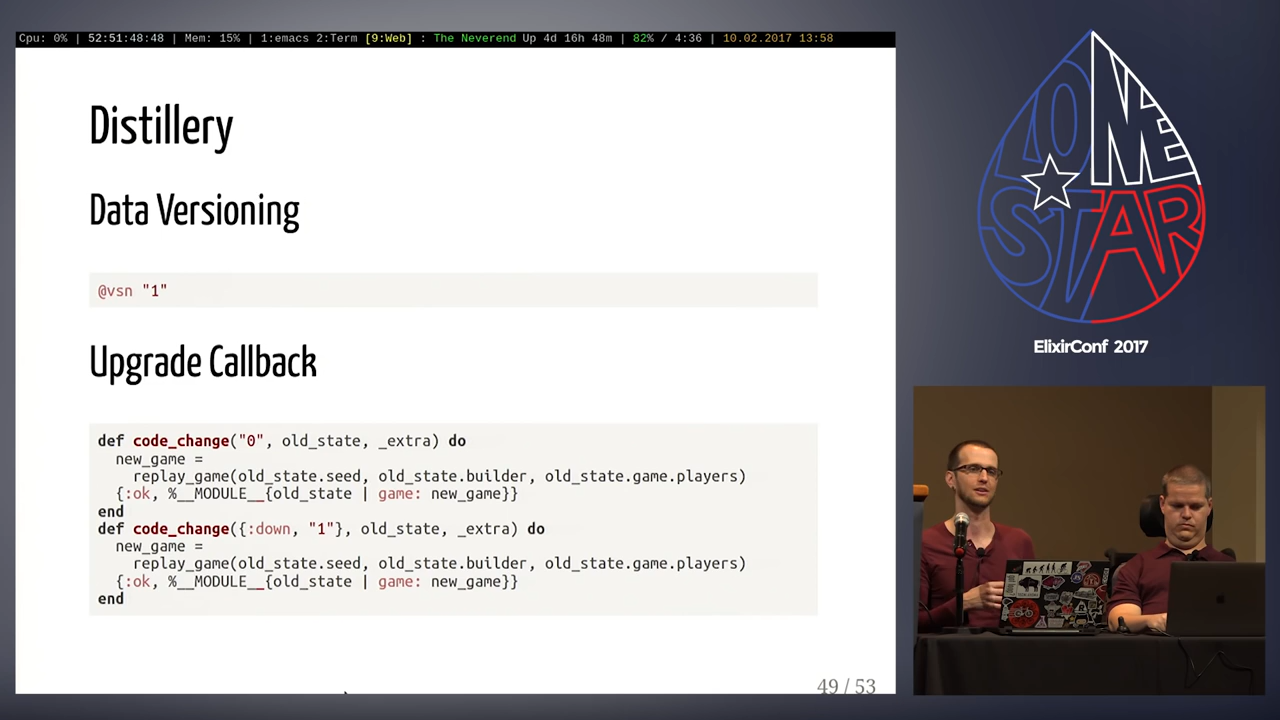 Cpu: 0% | 52:51:48:48 | Mem: 15% | 1:emacs 2:Term [9:Web] : The Neverend Up 4d 16h 48m | 82% / 4:36 | 10.02.2017 13:58
Distillery
Data Versioning
@vsn "1"
Upgrade Callback
def code_change("0", old_state, _extra) do
new_game =
replay_game(old_state.seed, old_state.builder, old_state.game.players)
{:ok, %__MODULE__{old_state | game: new_game}}
end
def code_change({:down, "1"}, old_state, _extra) do
new_game =
replay_game(old_state.seed, old_state.builder, old_state.game.players)
{:ok, %__MODULE__{old_state | game: new_game}}
end
49 / 53
LONE
STAR
ElixirConf 2017